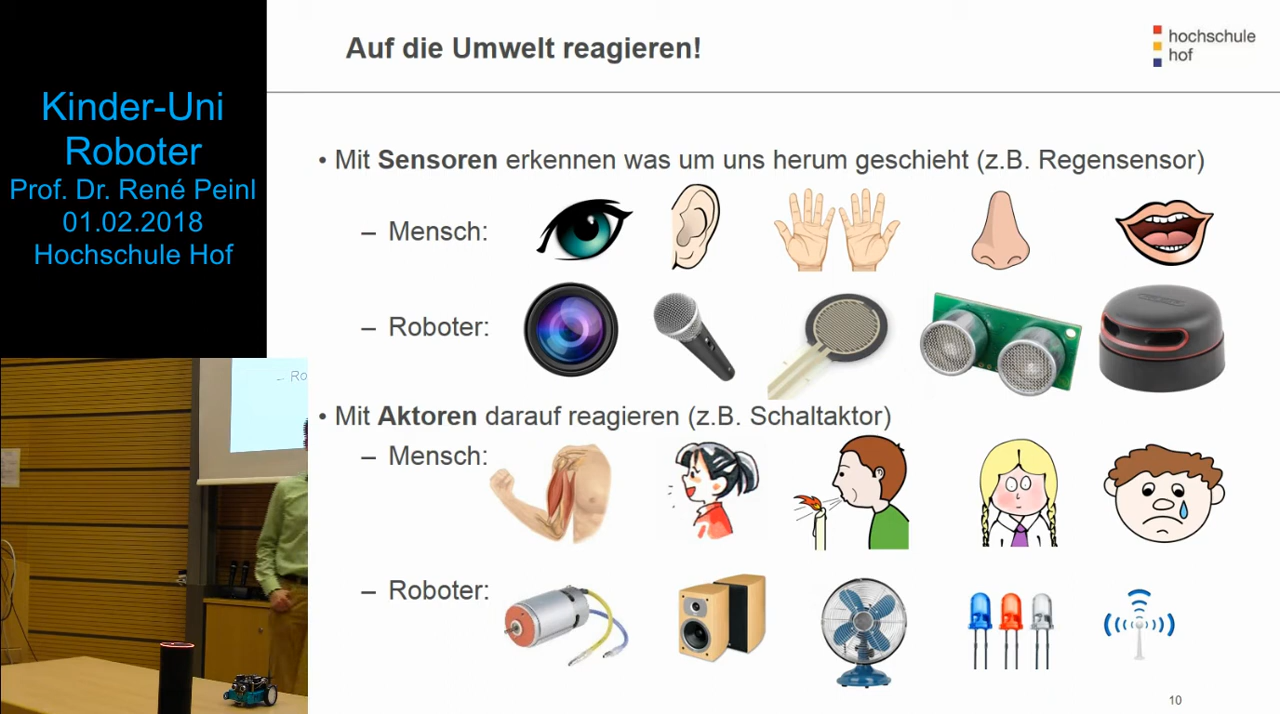 Kinder-Uni
Roboter
Prof. Dr. René Peinl
01.02.2018
Hochschule Hof
Auf die Umwelt reagieren!
hochschule
hof
• Mit Sensoren erkennen was um uns herum geschieht (z.B. Regensensor)
– Mensch:
– Roboter:
• Mit Aktoren darauf reagieren (z.B. Schaltaktor)
– Mensch:
– Roboter:
10
– Ro